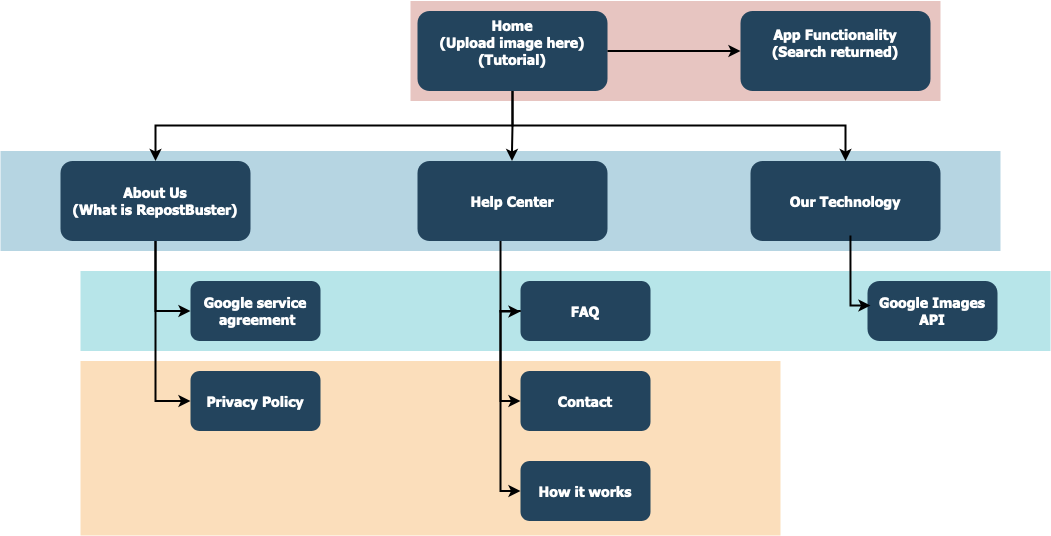 Home
(Upload image here)
(Tutorial)
App Functionality
(Search returned)
About Us
(What is RepostBuster)
Help Center
Our Technology
Google service
agreement
FAQ
Google Images
API
Privacy Policy
Contact
How it works